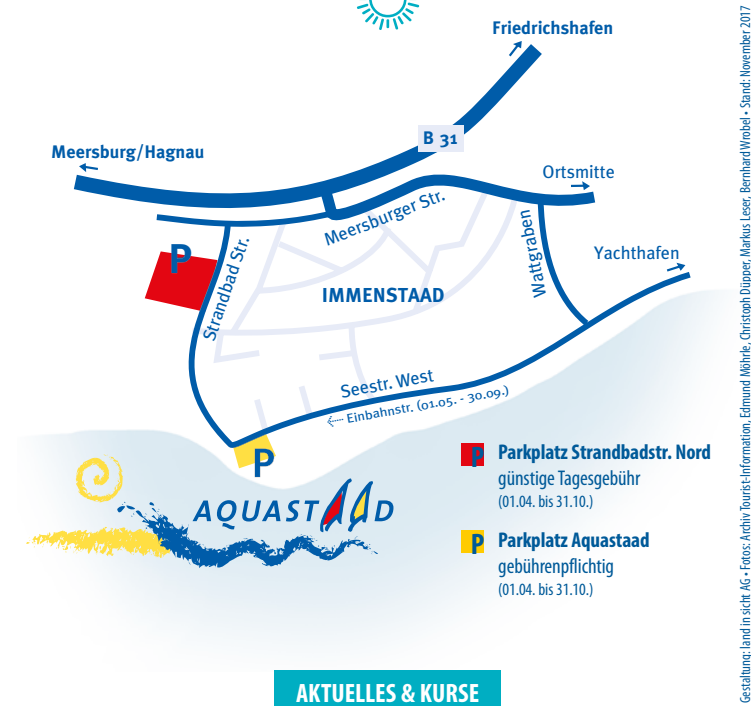 Friedrichshafen
B 31
Meersburg/Hagnau
Ortsmitte
Meersburger Str.
P
Strandbad Str.
Wattgraben
Yachthafen
IMMENSTAAD
Seestr. West
Einbahnstr. (01.05. - 30.09.)
P
AQUASTAAD
P Parkplatz Strandbadstr. Nord
günstige Tagesgebühr
(01.04. bis 31.10.)
P Parkplatz Aquastaad
gebührenpflichtig
(01.04. bis 31.10.)
AKTUELLES & KURSE
Gestaltung: land in sicht AG • Fotos: Archiv Tourist-Information, Edmund Möhrle, Christoph Düpper, Markus Leser, Bernhard Wrobel • Stand: November 2017